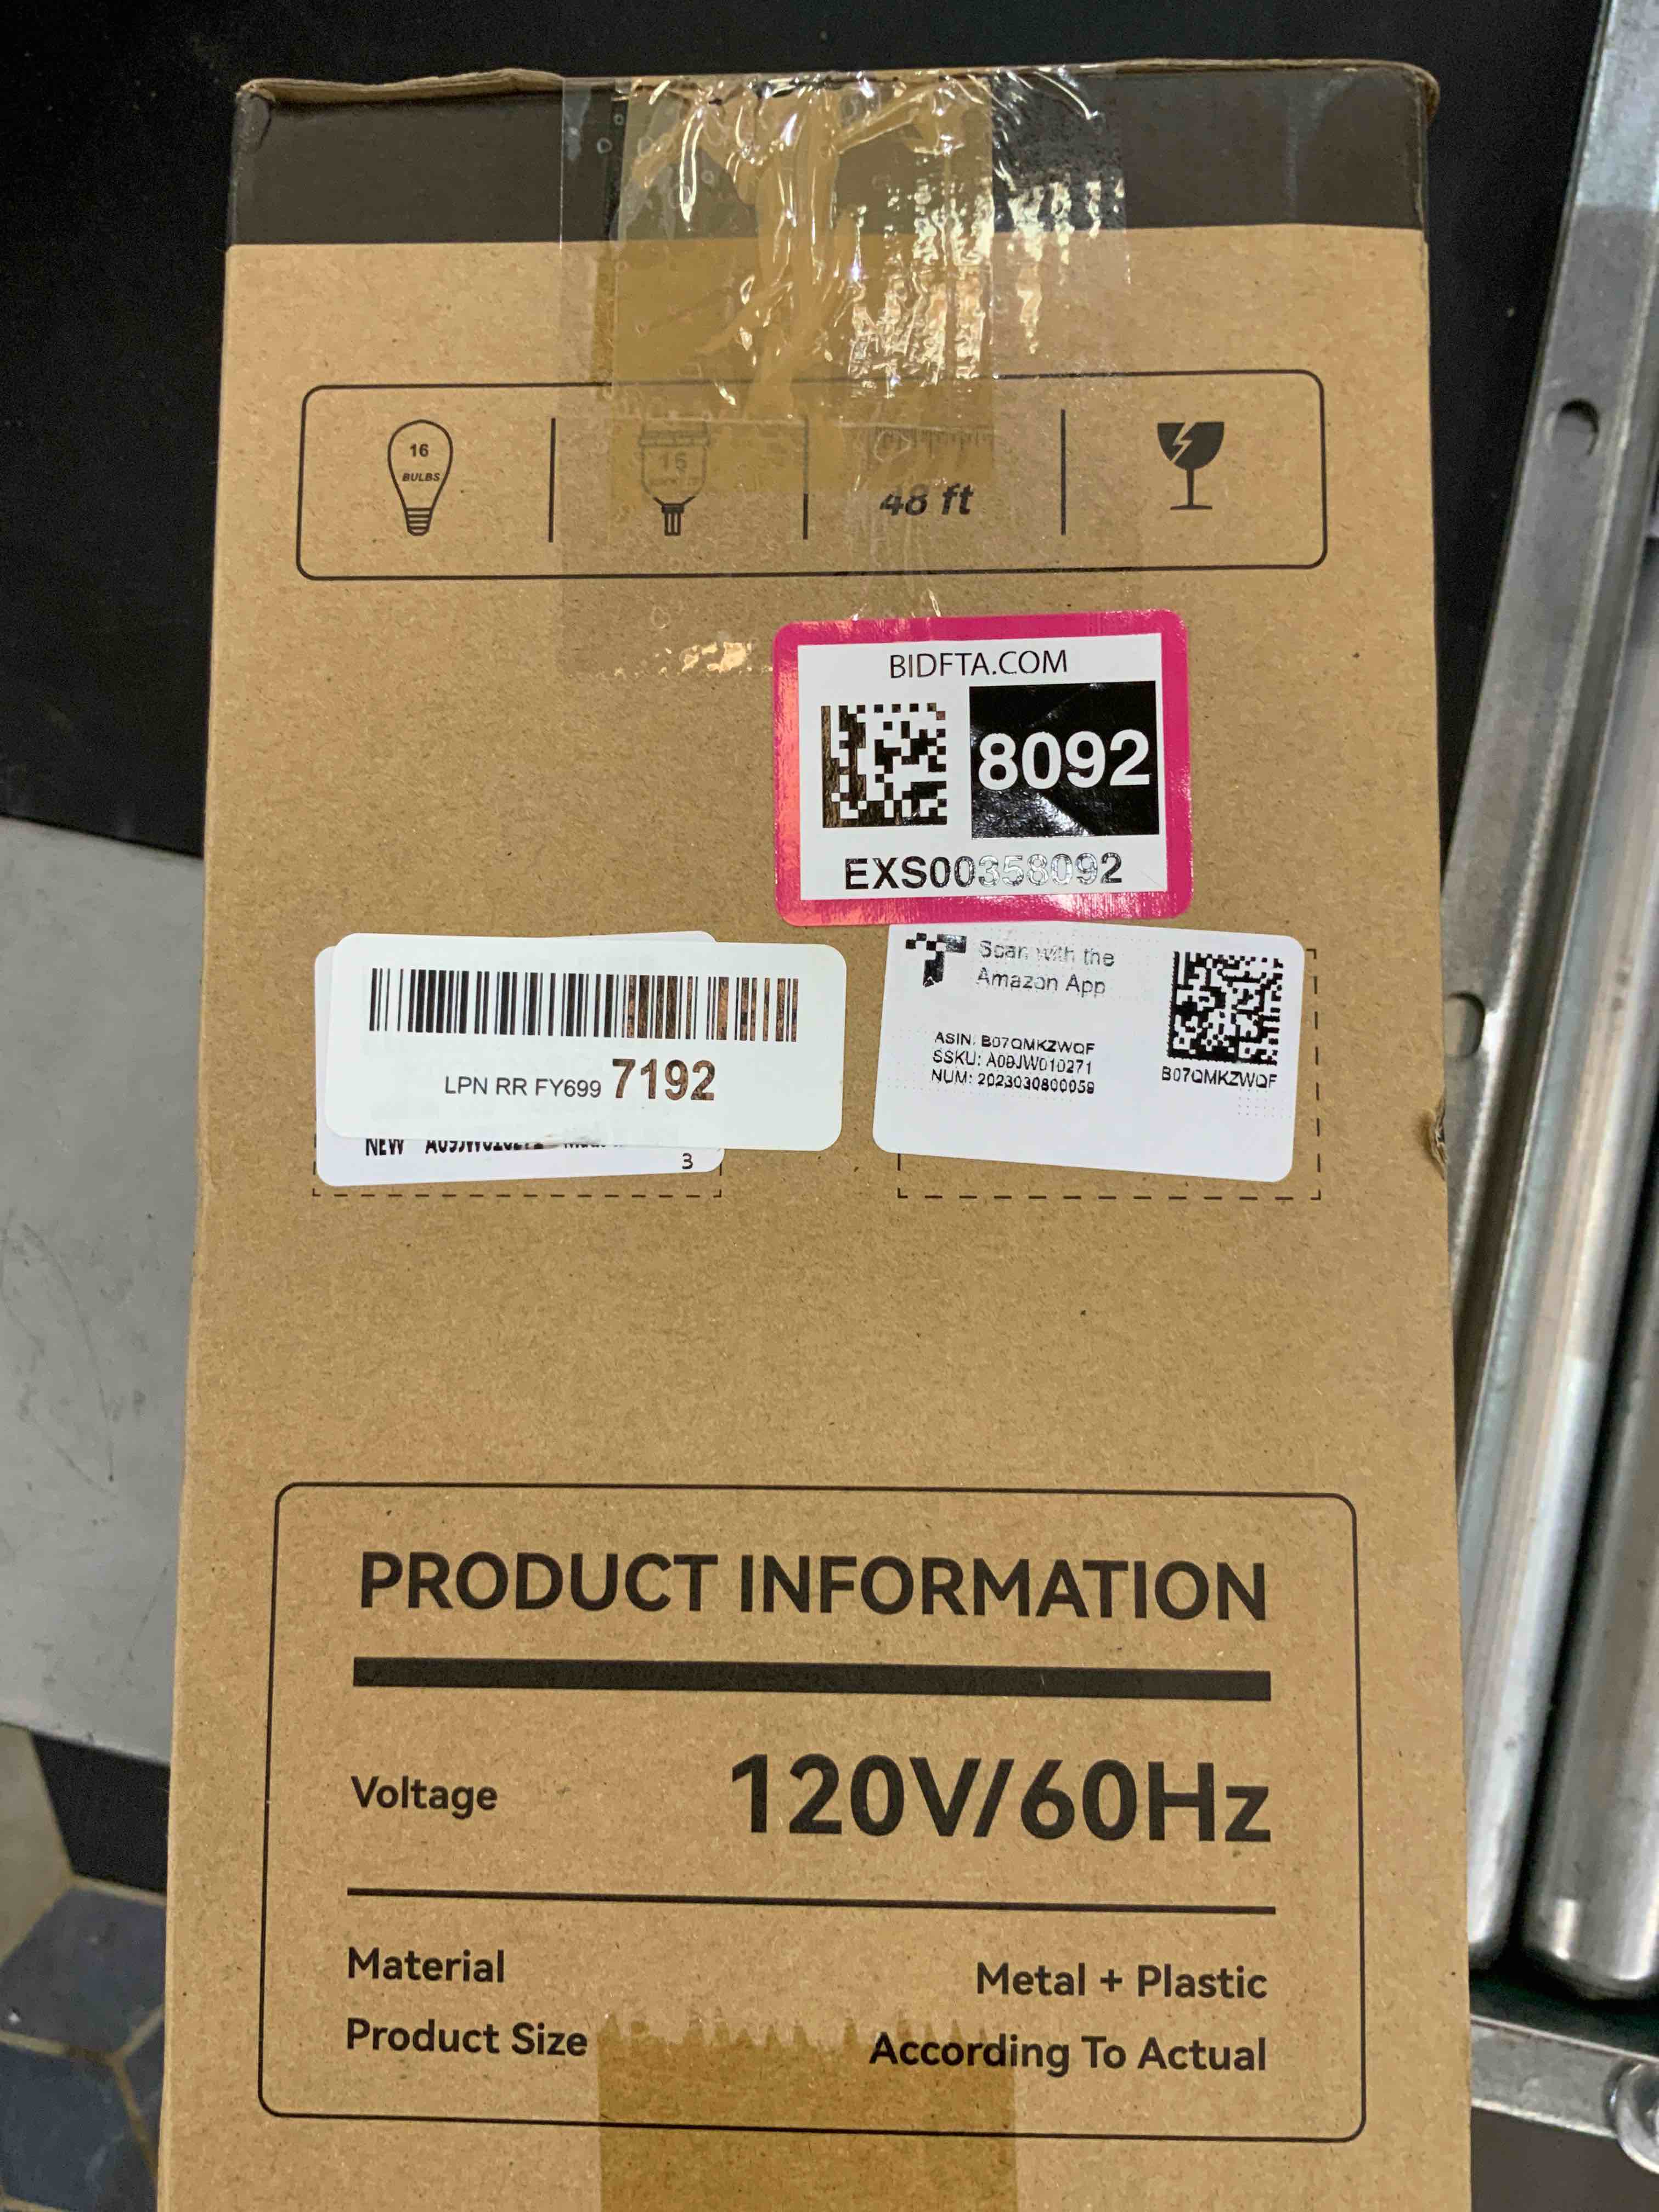 16
BULBS
15
48 ft
BIDFTA.COM
8092
EXS00358092
Scan with the
Amazon App
ASIN: B07QMKZWQF
SSKU: A09JW010271
NUM: 2023030800059
B07QMKZWQF
LPN RR FY699 7192
NEW
3
PRODUCT INFORMATION
Voltage 120V/60Hz
Material Metal + Plastic
Product Size According To Actual